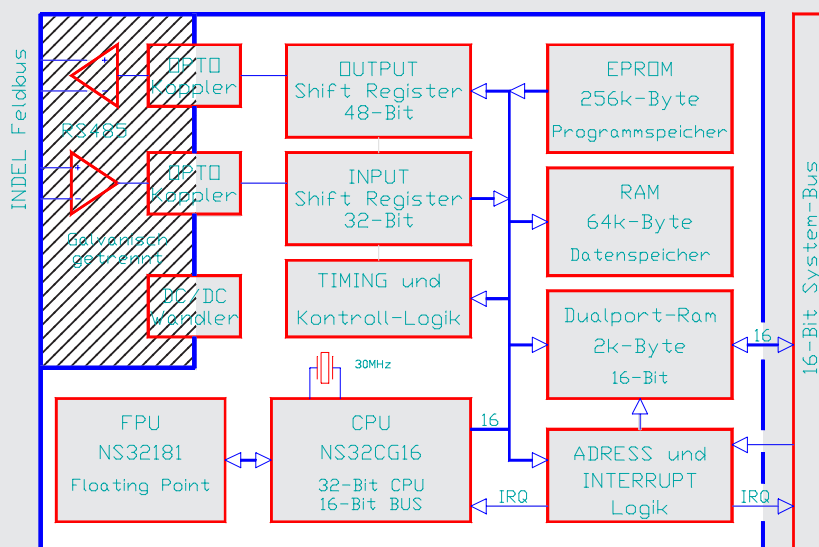 INDEL Feldbus
OPTO
Koppler
RS485
OPTO
Koppler
Galvanisch
getrennt
DC/DC
Wandler
OUTPUT
Shift Register
48-Bit
INPUT
Shift Register
32-Bit
TIMING und
Kontroll-Logik
30MHz
EPROM
256k-Byte
Programmspeicher
RAM
64k-Byte
Datenspeicher
Dualport-Ram
2k-Byte
16-Bit
16
16-Bit System-Bus
FPU
NS32181
Floating Point
CPU
NS32CG16
32-Bit CPU
16-Bit BUS
16
IRQ
ADRESS und
INTERRUPT
Logik
IRQ